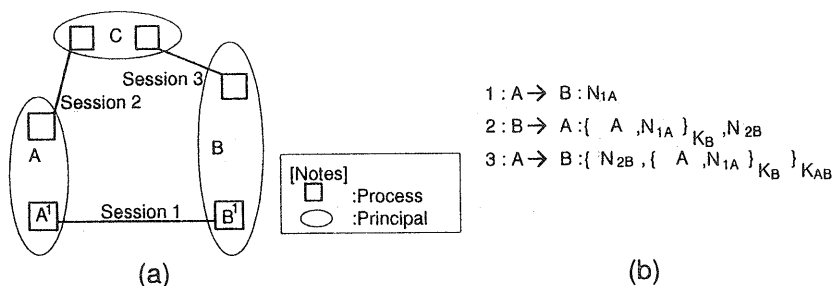 C
Session 3
Session 2
A
B
[Notes]
:Process
:Principal
A1
Session 1
B1
(a)
1 : A → B : N1A
2 : B → A : { A , N1A }KB , N2B
3 : A → B : { N2B , { A , N1A }KB }KAB
(b)